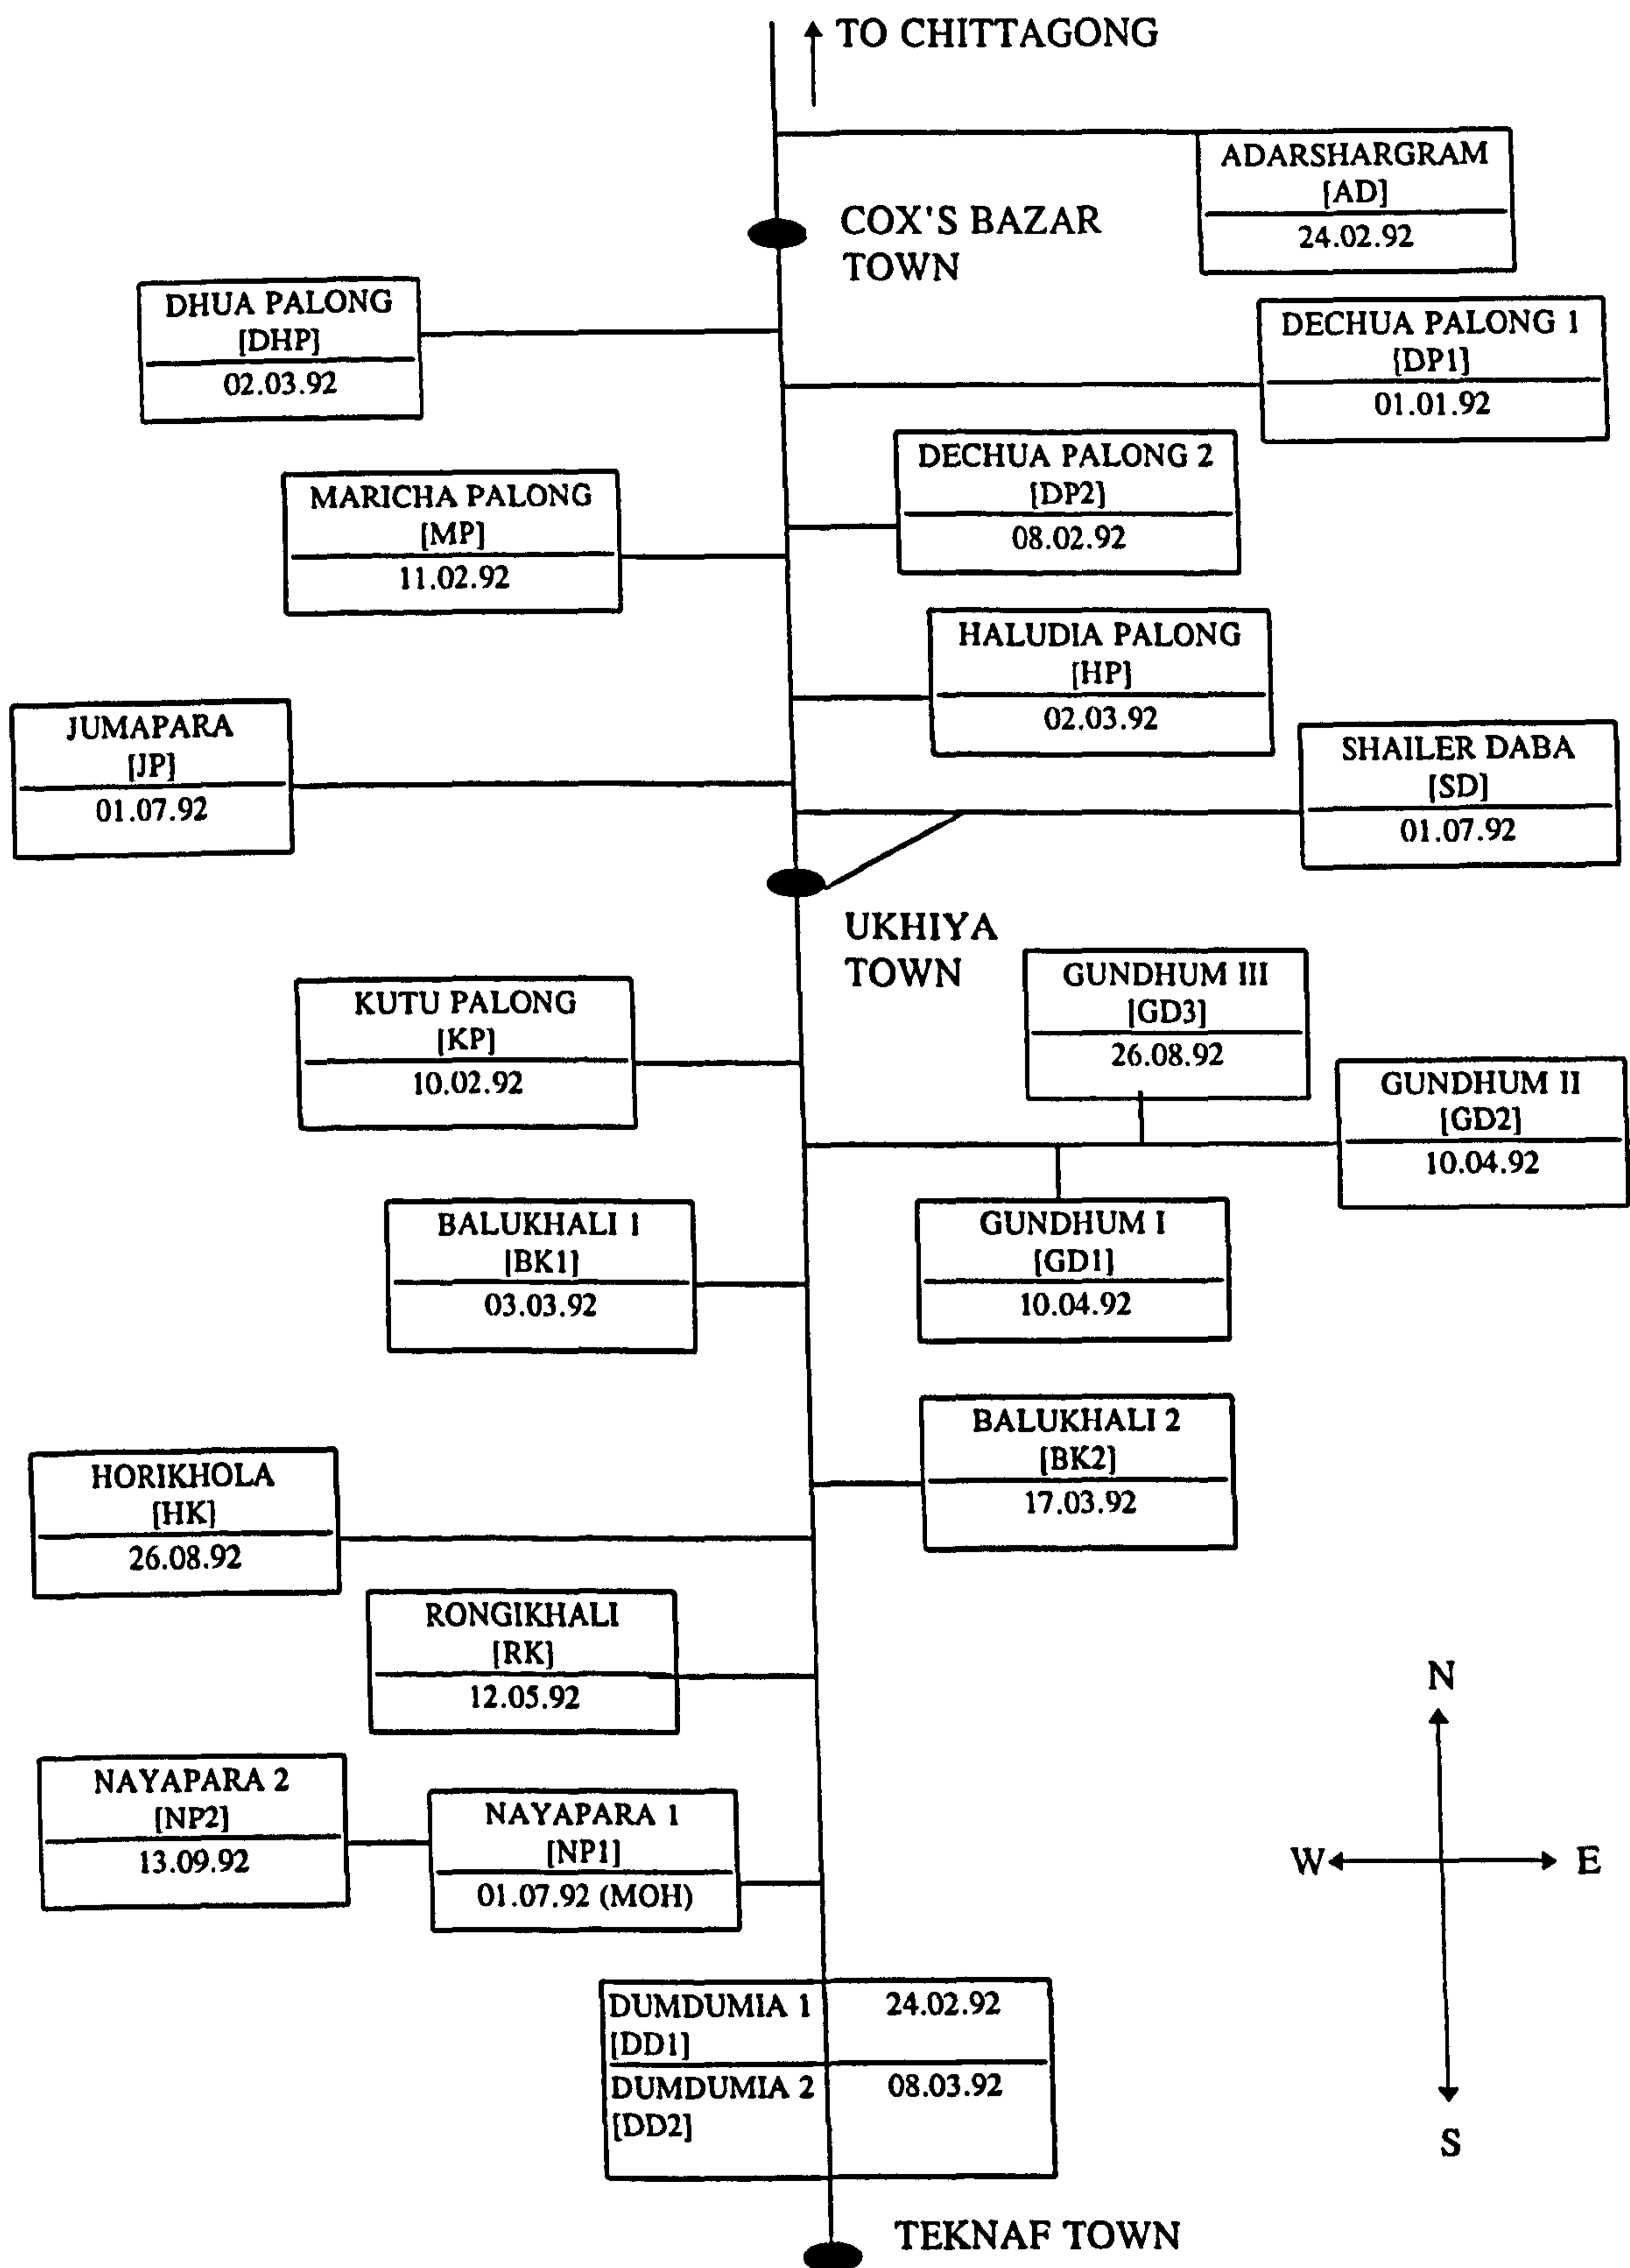 TO CHITTAGONG
ADARSHARGRAM
[AD]
24.02.92
COX'S BAZAR
TOWN
DHUA PALONG
[DHP]
02.03.92
DECHUA PALONG 1
[DP1]
01.01.92
DECHUA PALONG 2
[DP2]
08.02.92
MARICHA PALONG
[MP]
11.02.92
HALUDIA PALONG
[HP]
02.03.92
JUMAPARA
[JP]
01.07.92
SHAILER DABA
[SD]
01.07.92
UKHIYA
TOWN
GUNDHUM III
[GD3]
26.08.92
KUTU PALONG
[KP]
10.02.92
GUNDHUM II
[GD2]
10.04.92
BALUKHALI 1
[BK1]
03.03.92
GUNDHUM I
[GD1]
10.04.92
BALUKHALI 2
[BK2]
17.03.92
HORIKHOLA
[HK]
26.08.92
RONGIKHALI
[RK]
12.05.92
NAYAPARA 2
[NP2]
13.09.92
NAYAPARA 1
[NP1]
01.07.92 (MOH)
N
W E
S
DUMDUMIA 1 24.02.92
[DD1]
DUMDUMIA 2 08.03.92
[DD2]
TEKNAF TOWN